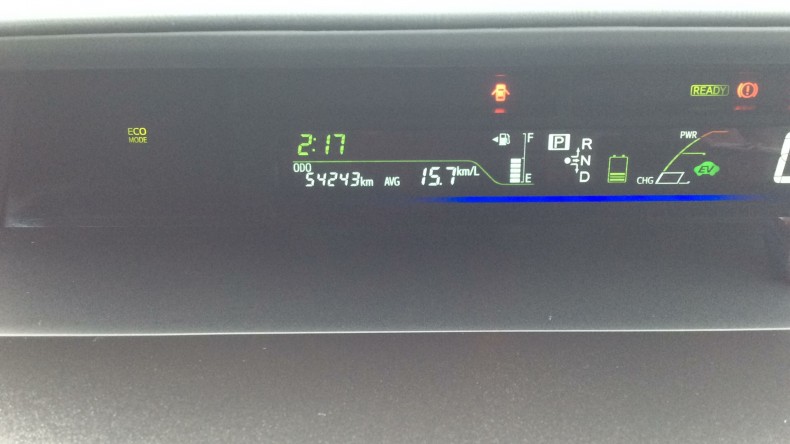 READY
ECO
MODE
2:17
F
P R
N
D
PWR
EV
ODO
54243km AVG 15.7km/L
E
CHG